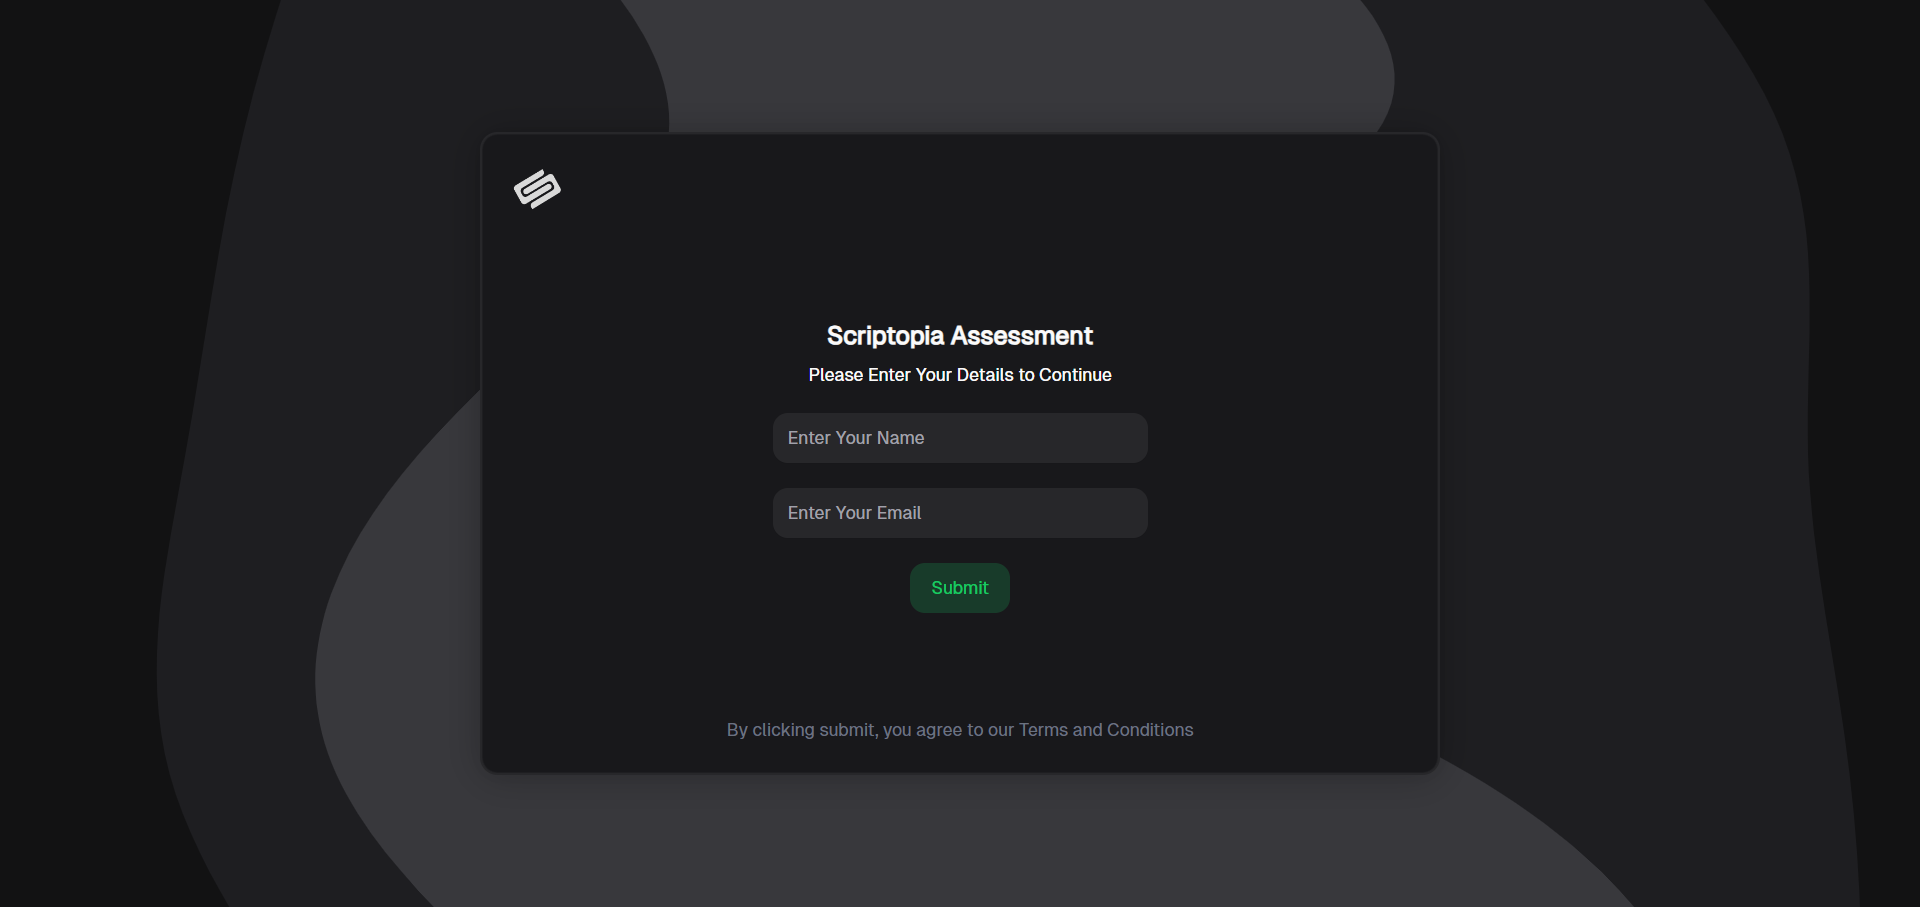 Scriptopia Assessment
Please Enter Your Details to Continue
Enter Your Name
Enter Your Email
Submit
By clicking submit, you agree to our Terms and Conditions